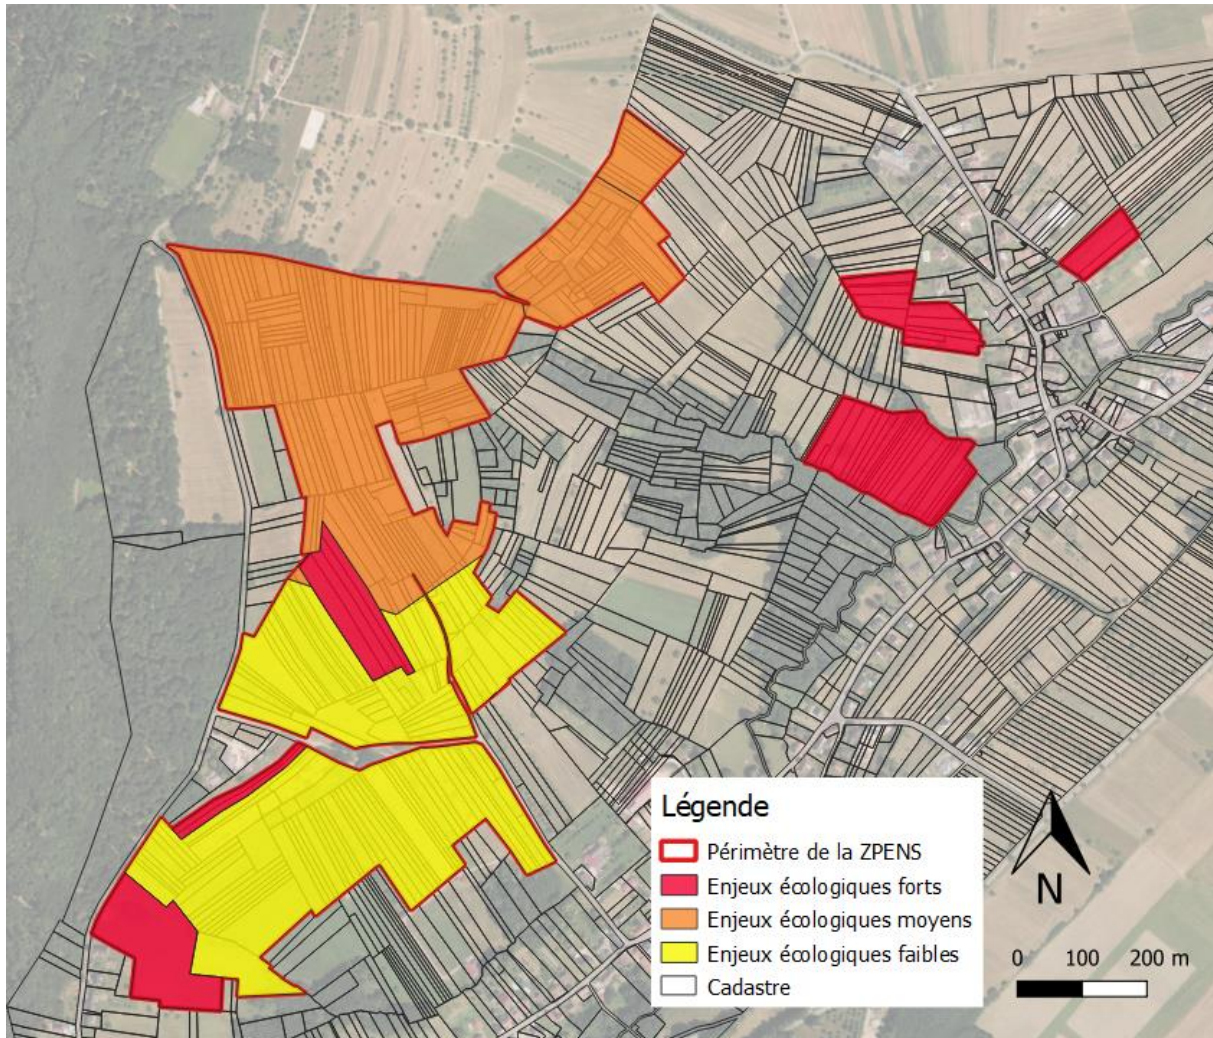 Légende
Périmètre de la ZPENS
Enjeux écologiques forts
Enjeux écologiques moyens
Enjeux écologiques faibles
Cadastre
N
0 100 200 m